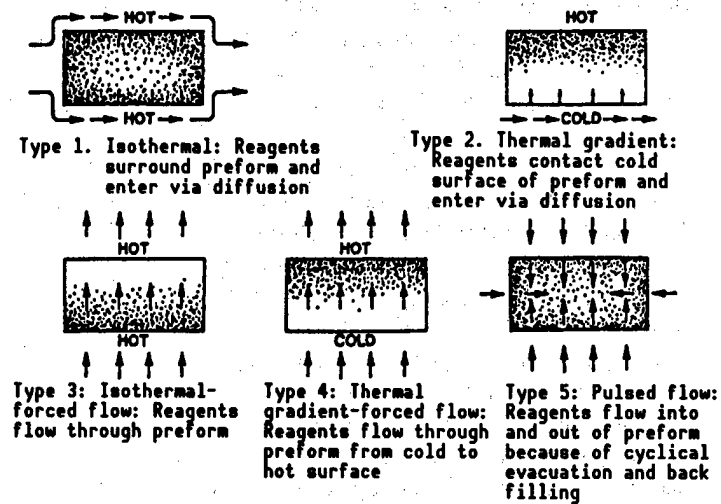 HOT
HOT
Type 1. Isothermal: Reagents
surround preform and
enter via diffusion
HOT
COLD
Type 2. Thermal gradient:
Reagents contact cold
surface of preform and
enter via diffusion
HOT
HOT
Type 3: Isothermal-
forced flow: Reagents
flow through preform
HOT
COLD
Type 4: Thermal
gradient-forced flow:
Reagents flow through
preform from cold to
hot surface
Type 5: Pulsed flow:
Reagents flow into
and out of preform
because of cyclical
evacuation and back
filling